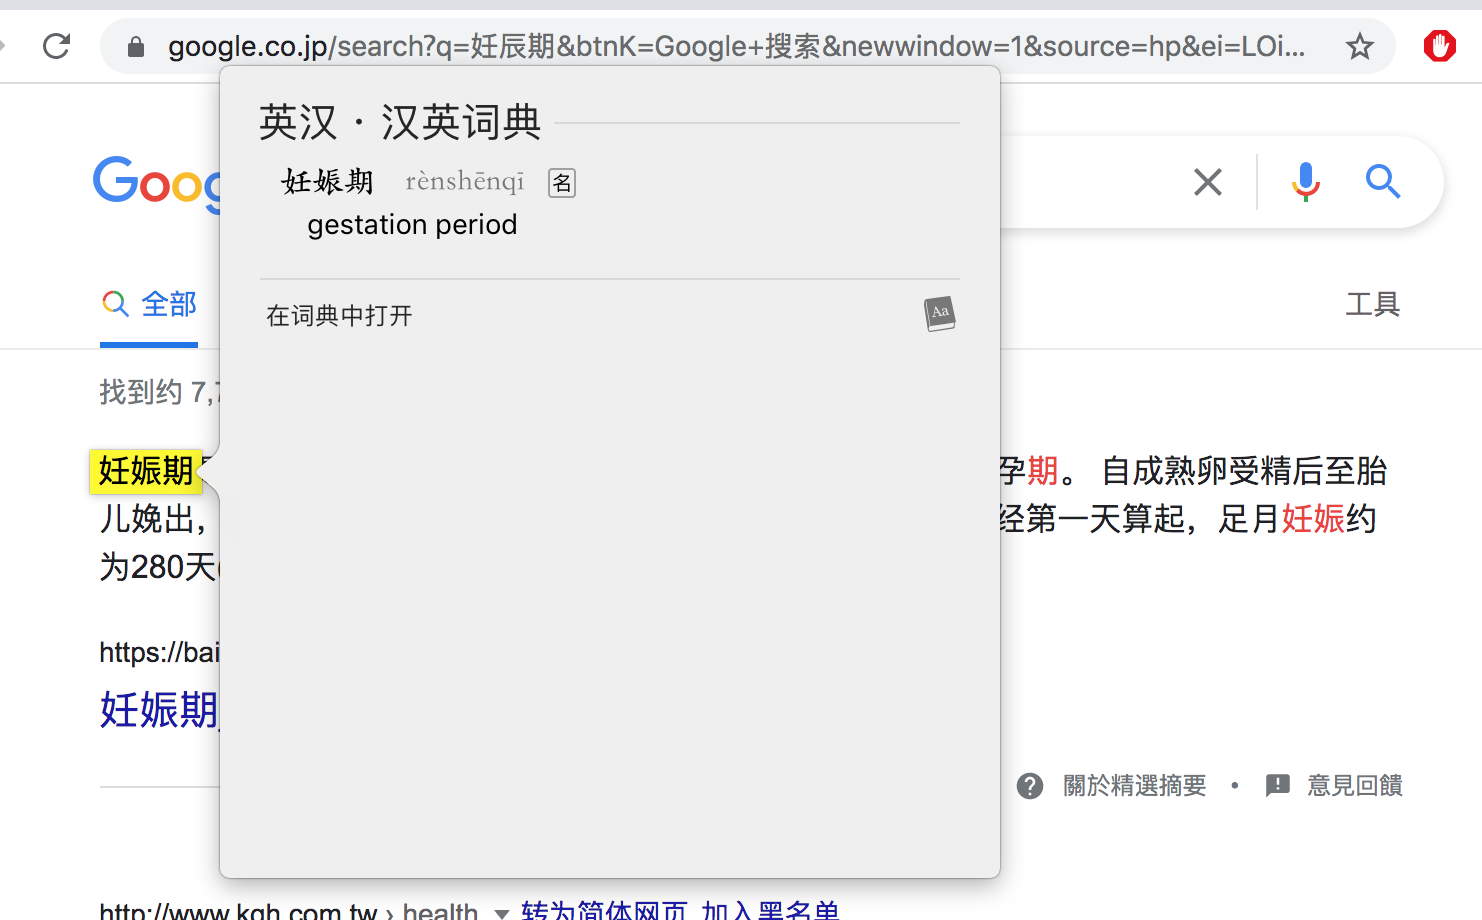 google.co.jp/search?q=妊辰期&btnK=Google+搜索&newwindow=1&source=hp&ei=LOi...
英汉・汉英词典
妊娠期 rènshēnqī 名
gestation period
在词典中打开
Goog
全部
工具
找到约 7,7
妊娠期 孕期。 自成熟卵受精后至胎
儿娩出， 经第一天算起，足月妊娠约
为280天
https://bai
妊娠期
關於精選摘要 • 意見回饋
http://www.kgh.com.tw › health 转为简体网页 加入黑名单